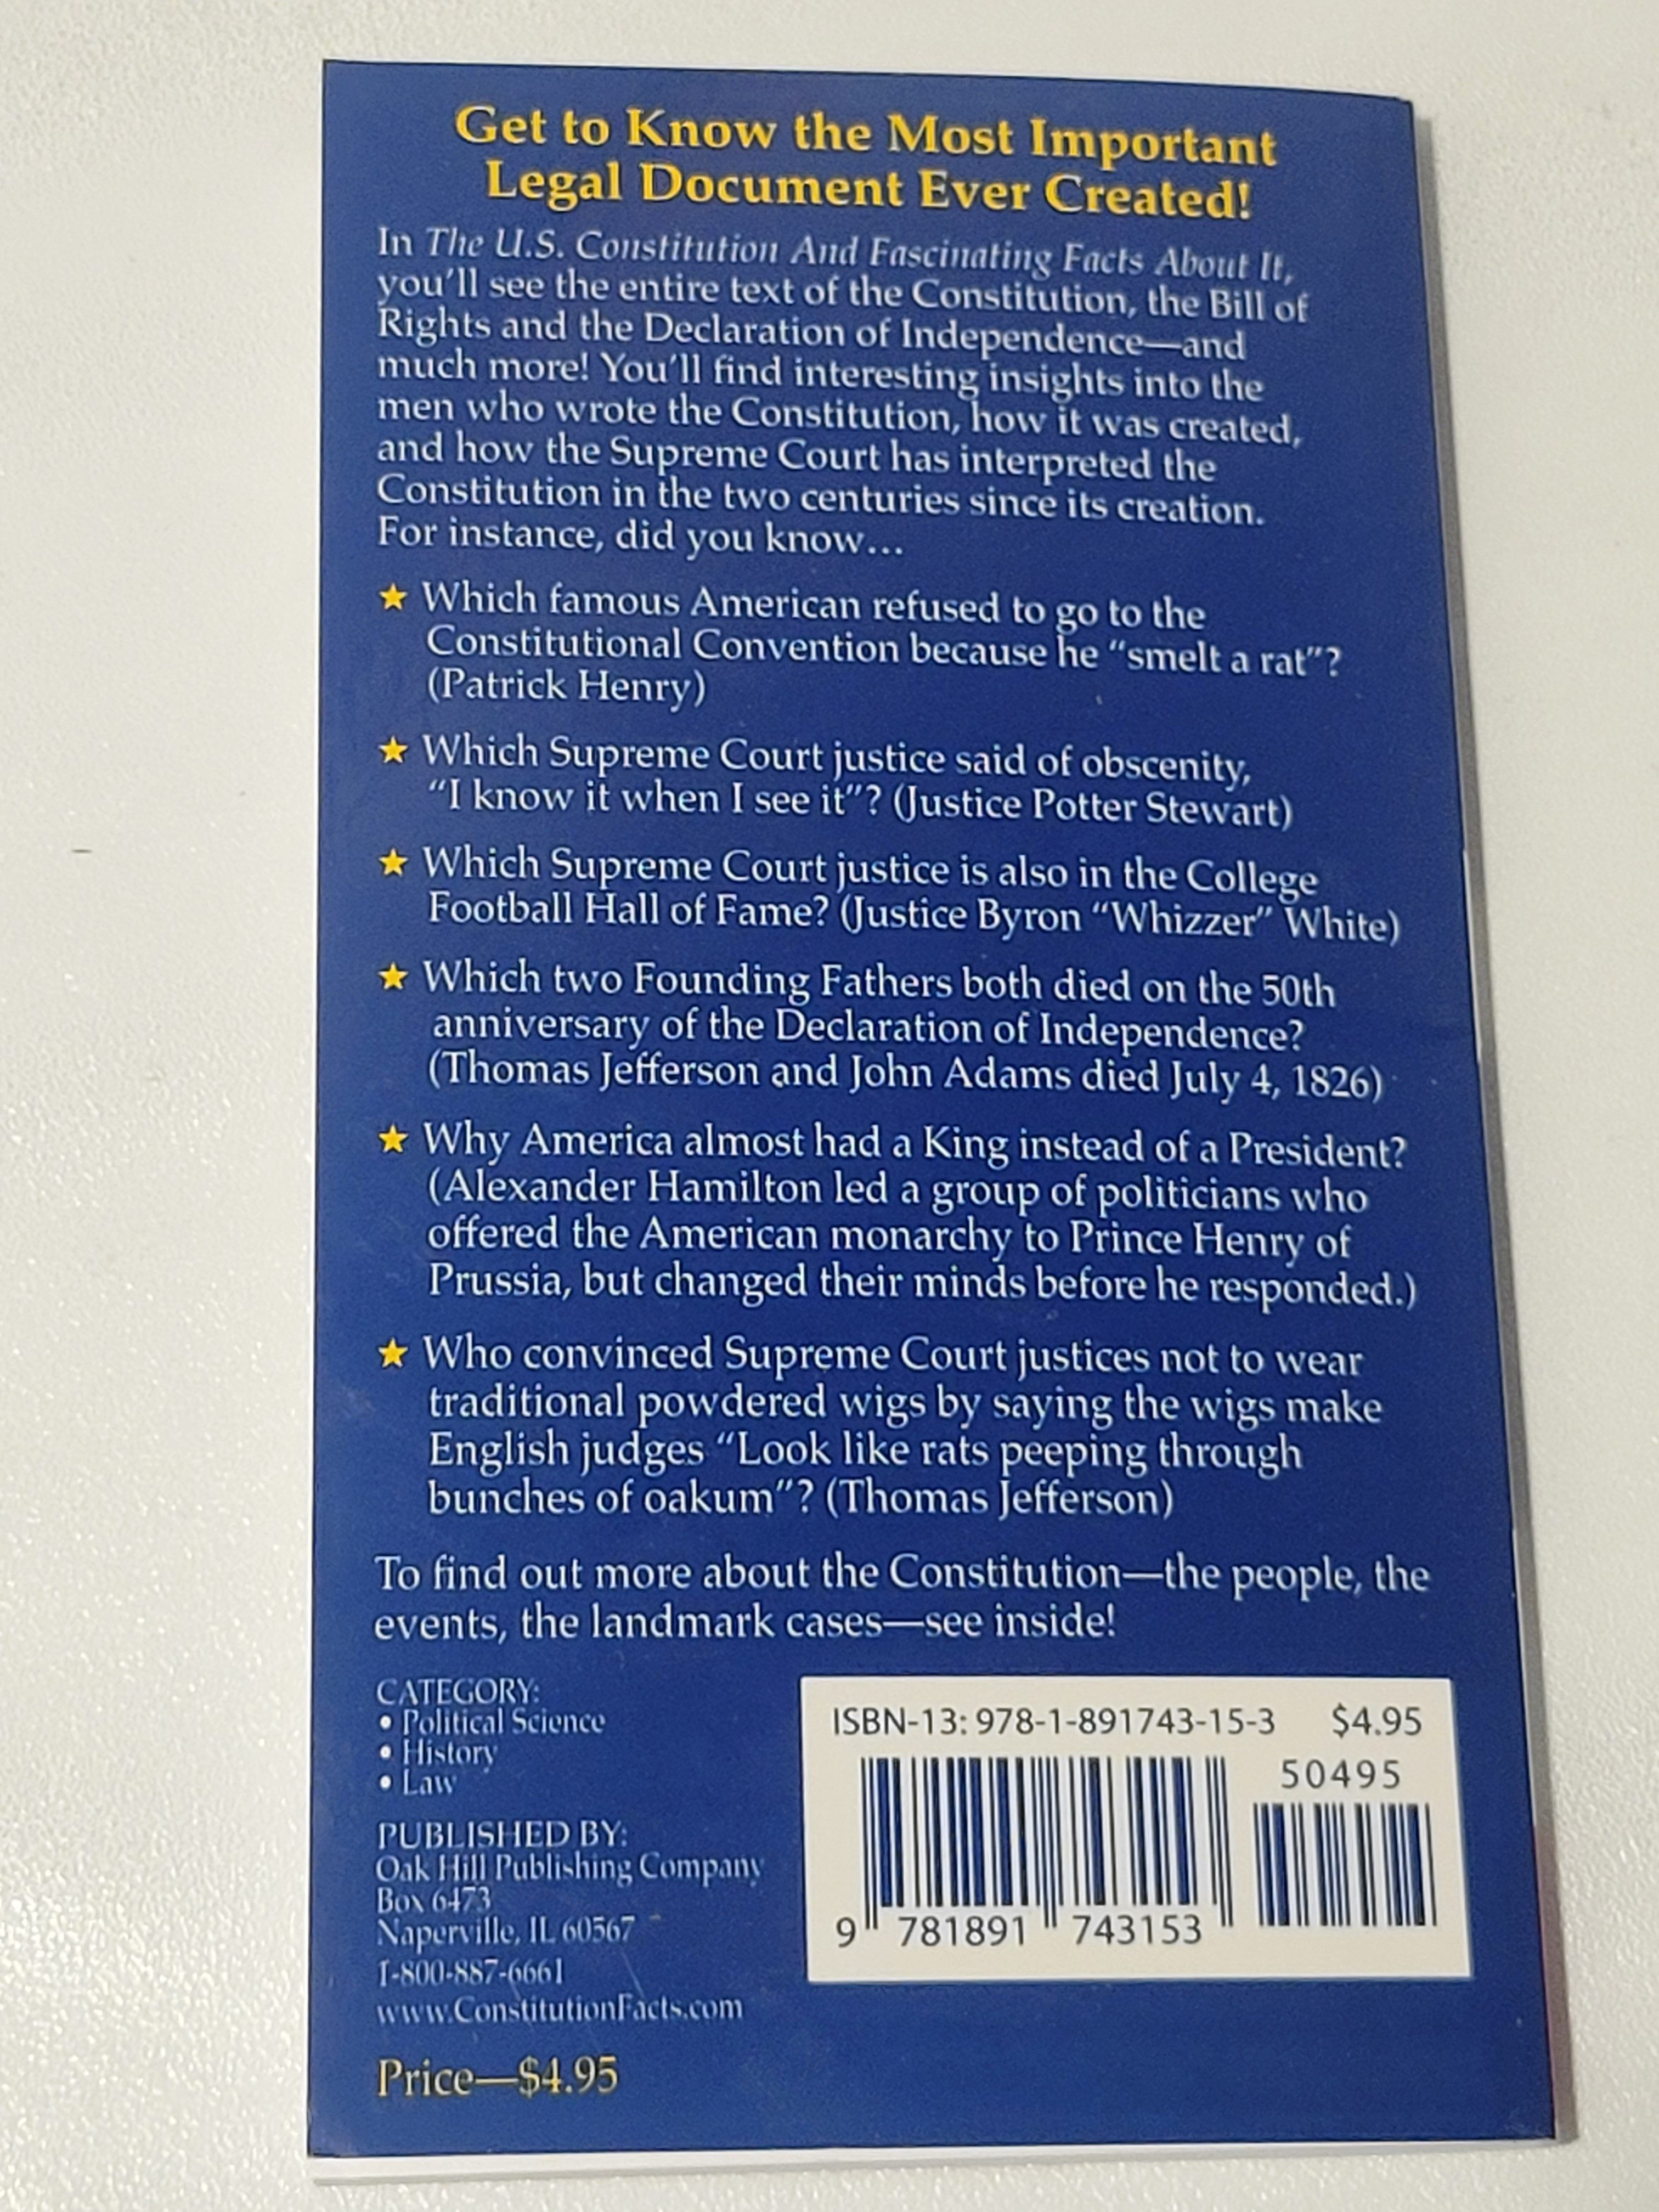 Get to Know the Most Important
Legal Document Ever Created!
In The U.S. Constitution And Fascinating Facts About It,
you'll see the entire text of the Constitution, the Bill of
Rights and the Declaration of Independence—and
much more! You'll find interesting insights into the
men who wrote the Constitution, how it was created,
and how the Supreme Court has interpreted the
Constitution in the two centuries since its creation.
For instance, did you know…
★ Which famous American refused to go to the
Constitutional Convention because he "smelt a rat"?
(Patrick Henry)
★ Which Supreme Court justice said of obscenity,
"I know it when I see it"? (Justice Potter Stewart)
★ Which Supreme Court justice is also in the College
Football Hall of Fame? (Justice Byron "Whizzer" White)
★ Which two Founding Fathers both died on the 50th
anniversary of the Declaration of Independence?
(Thomas Jefferson and John Adams died July 4, 1826)
★ Why America almost had a King instead of a President?
(Alexander Hamilton led a group of politicians who
offered the American monarchy to Prince Henry of
Prussia, but changed their minds before he responded.)
★ Who convinced Supreme Court justices not to wear
traditional powdered wigs by saying the wigs make
English judges "Look like rats peeping through
bunches of oakum"? (Thomas Jefferson)
To find out more about the Constitution—the people, the
events, the landmark cases—see inside!
CATEGORY:
• Political Science
• History
• Law
PUBLISHED BY:
Oak Hill Publishing Company
Box 6473
Naperville, IL 60567
1-800-887-6661
www.ConstitutionFacts.com
Price—$4.95
ISBN-13: 978-1-891743-15-3 $4.95
50495
9 781891 743153